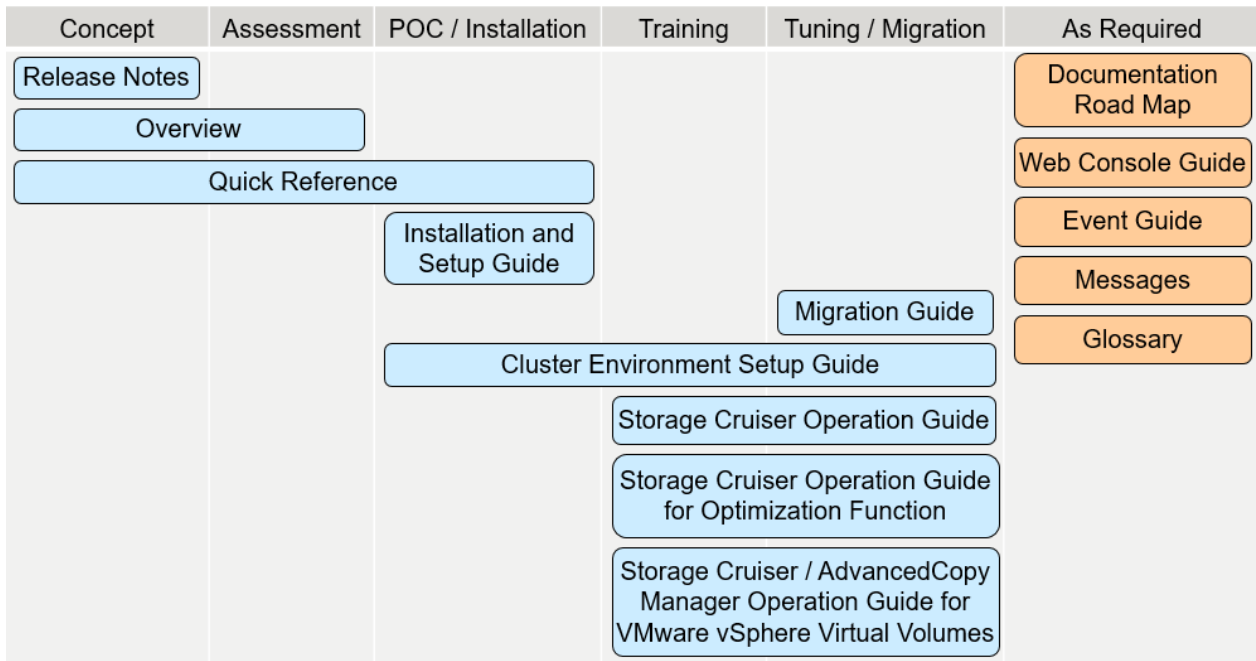 Concept
Assessment
POC / Installation
Training
Tuning / Migration
As Required
Release Notes
Overview
Quick Reference
Installation and
Setup Guide
Migration Guide
Cluster Environment Setup Guide
Storage Cruiser Operation Guide
Storage Cruiser Operation Guide
for Optimization Function
Storage Cruiser / AdvancedCopy
Manager Operation Guide for
VMware vSphere Virtual Volumes
Documentation
Road Map
Web Console Guide
Event Guide
Messages
Glossary